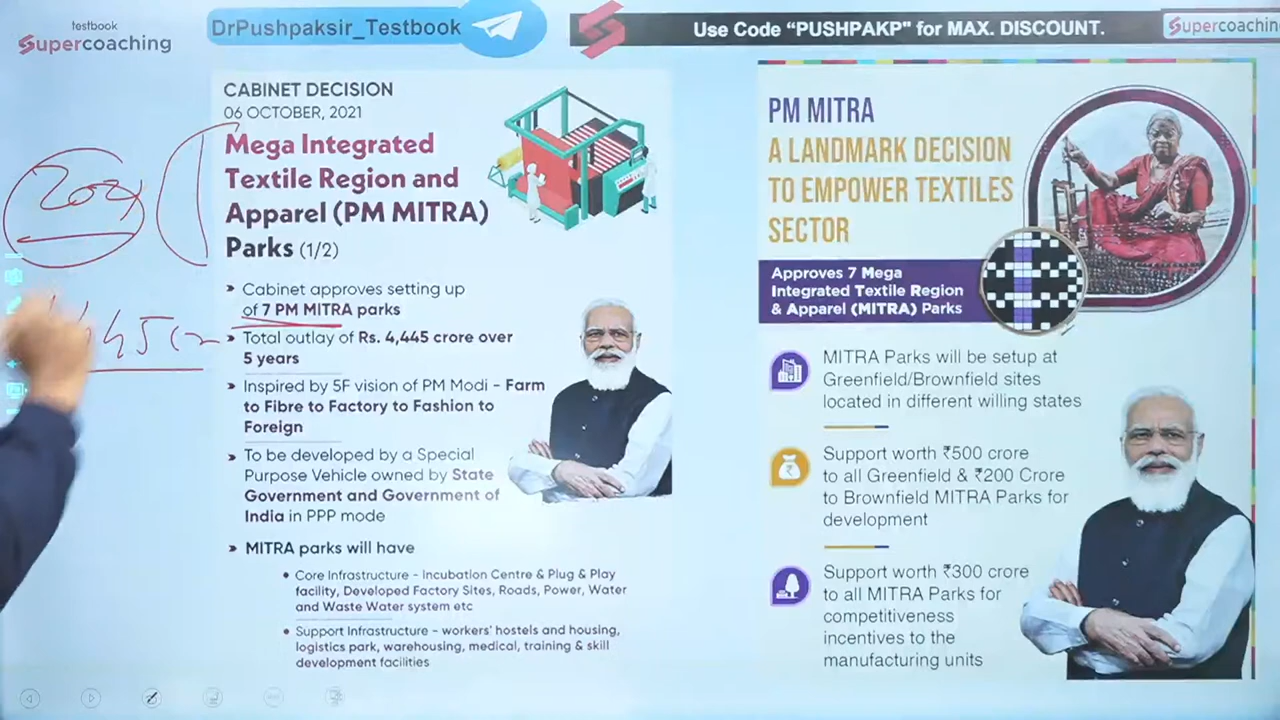 testbook
Supercoaching
DrPushpaksir_Testbook
Use Code “PUSHPAKP" for MAX. DISCOUNT.
Supercoaching
CABINET DECISION
06 OCTOBER, 2021
Mega Integrated
Textile Region and
Apparel (PM MITRA)
Parks (1/2)
Cabinet approves setting up
of 7 PM MITRA parks
Total outlay of Rs. 4,445 crore over
5 years
Inspired by 5F vision of PM Modi - Farm
to Fibre to Factory to Fashion to
Foreign
To be developed by a Special
Purpose Vehicle owned by State
Government and Government of
India in PPP mode
MITRA parks will have
Core Infrastructure - Incubation Centre & Plug & Play
facility, Developed Factory Sites, Roads, Power, Water
and Waste Water system etc
Support Infrastructure - workers' hostels and housing,
logistics park, warehousing, medical, training & skill
development facilities
PM MITRA
A LANDMARK DECISION
TO EMPOWER TEXTILES
SECTOR
Approves 7 Mega
Integrated Textile Region
& Apparel (MITRA) Parks
MITRA Parks will be setup at
Greenfield/Brownfield sites
located in different willing states
Support worth ₹500 crore
to all Greenfield & ₹200 Crore
to Brownfield MITRA Parks for
development
Support worth ₹300 crore
to all MITRA Parks for
competitiveness
incentives to the
manufacturing units